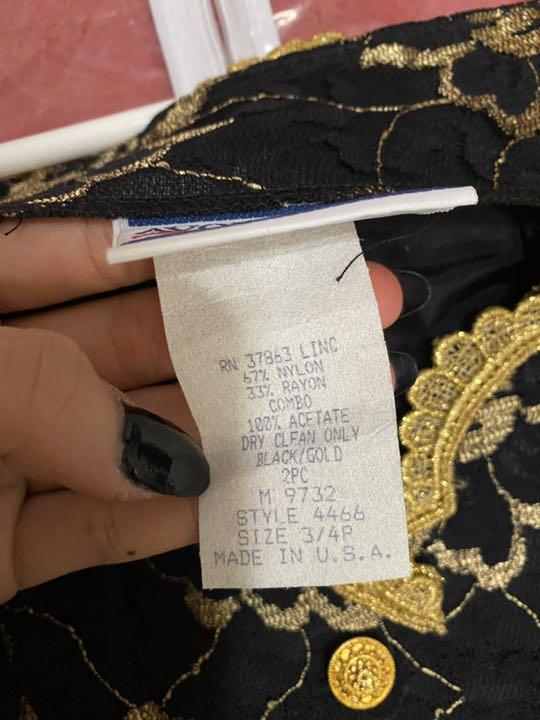 RN 37863 LINC
67% NYLON
33% RAYON
COMBO
100% ACETATE
DRY CLEAN ONLY
BLACK/GOLD
2PC
M 9732
STYLE 4466
SIZE 3/4P
MADE IN U.S.A.